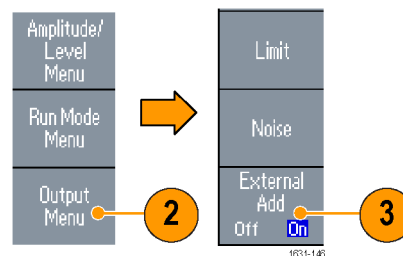 Amplitude/
Level
Menu
Run Mode
Menu
Output
Menu
2
Limit
Noise
External
Add
Off On
3
1631-146